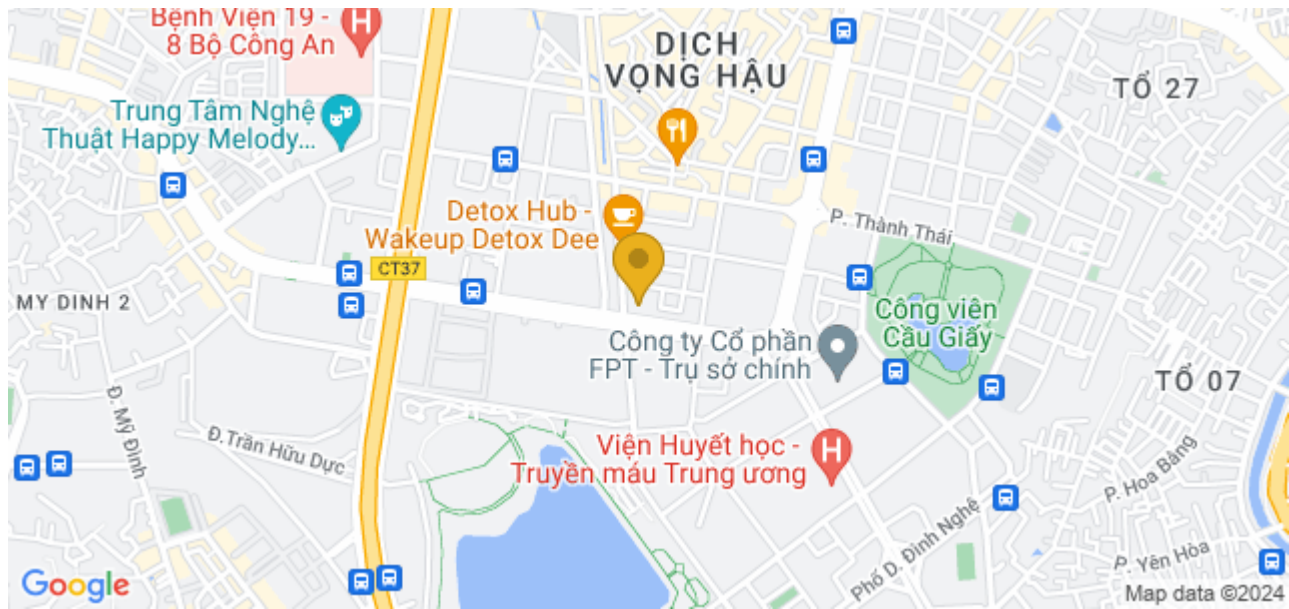 Bệnh Viện 19 -
8 Bộ Công An
DỊCH
VỌNG HẬU
TỔ 27
Trung Tâm Nghệ
Thuật Happy Melody...
Detox Hub -
Wakeup Detox Dee
P. Thành Thái
CT37
MY DINH 2
Công viên
Cầu Giấy
Công ty Cổ phần
FPT - Trụ sở chính
TỔ 07
Đ. Mỹ Đình
Đ.Trần Hữu Dực
Viện Huyết học -
Truyền máu Trung ương
P. Hoa Bằng
Phố D. Đình Nghệ
P. Yên Hòa
Google
Map data ©2024